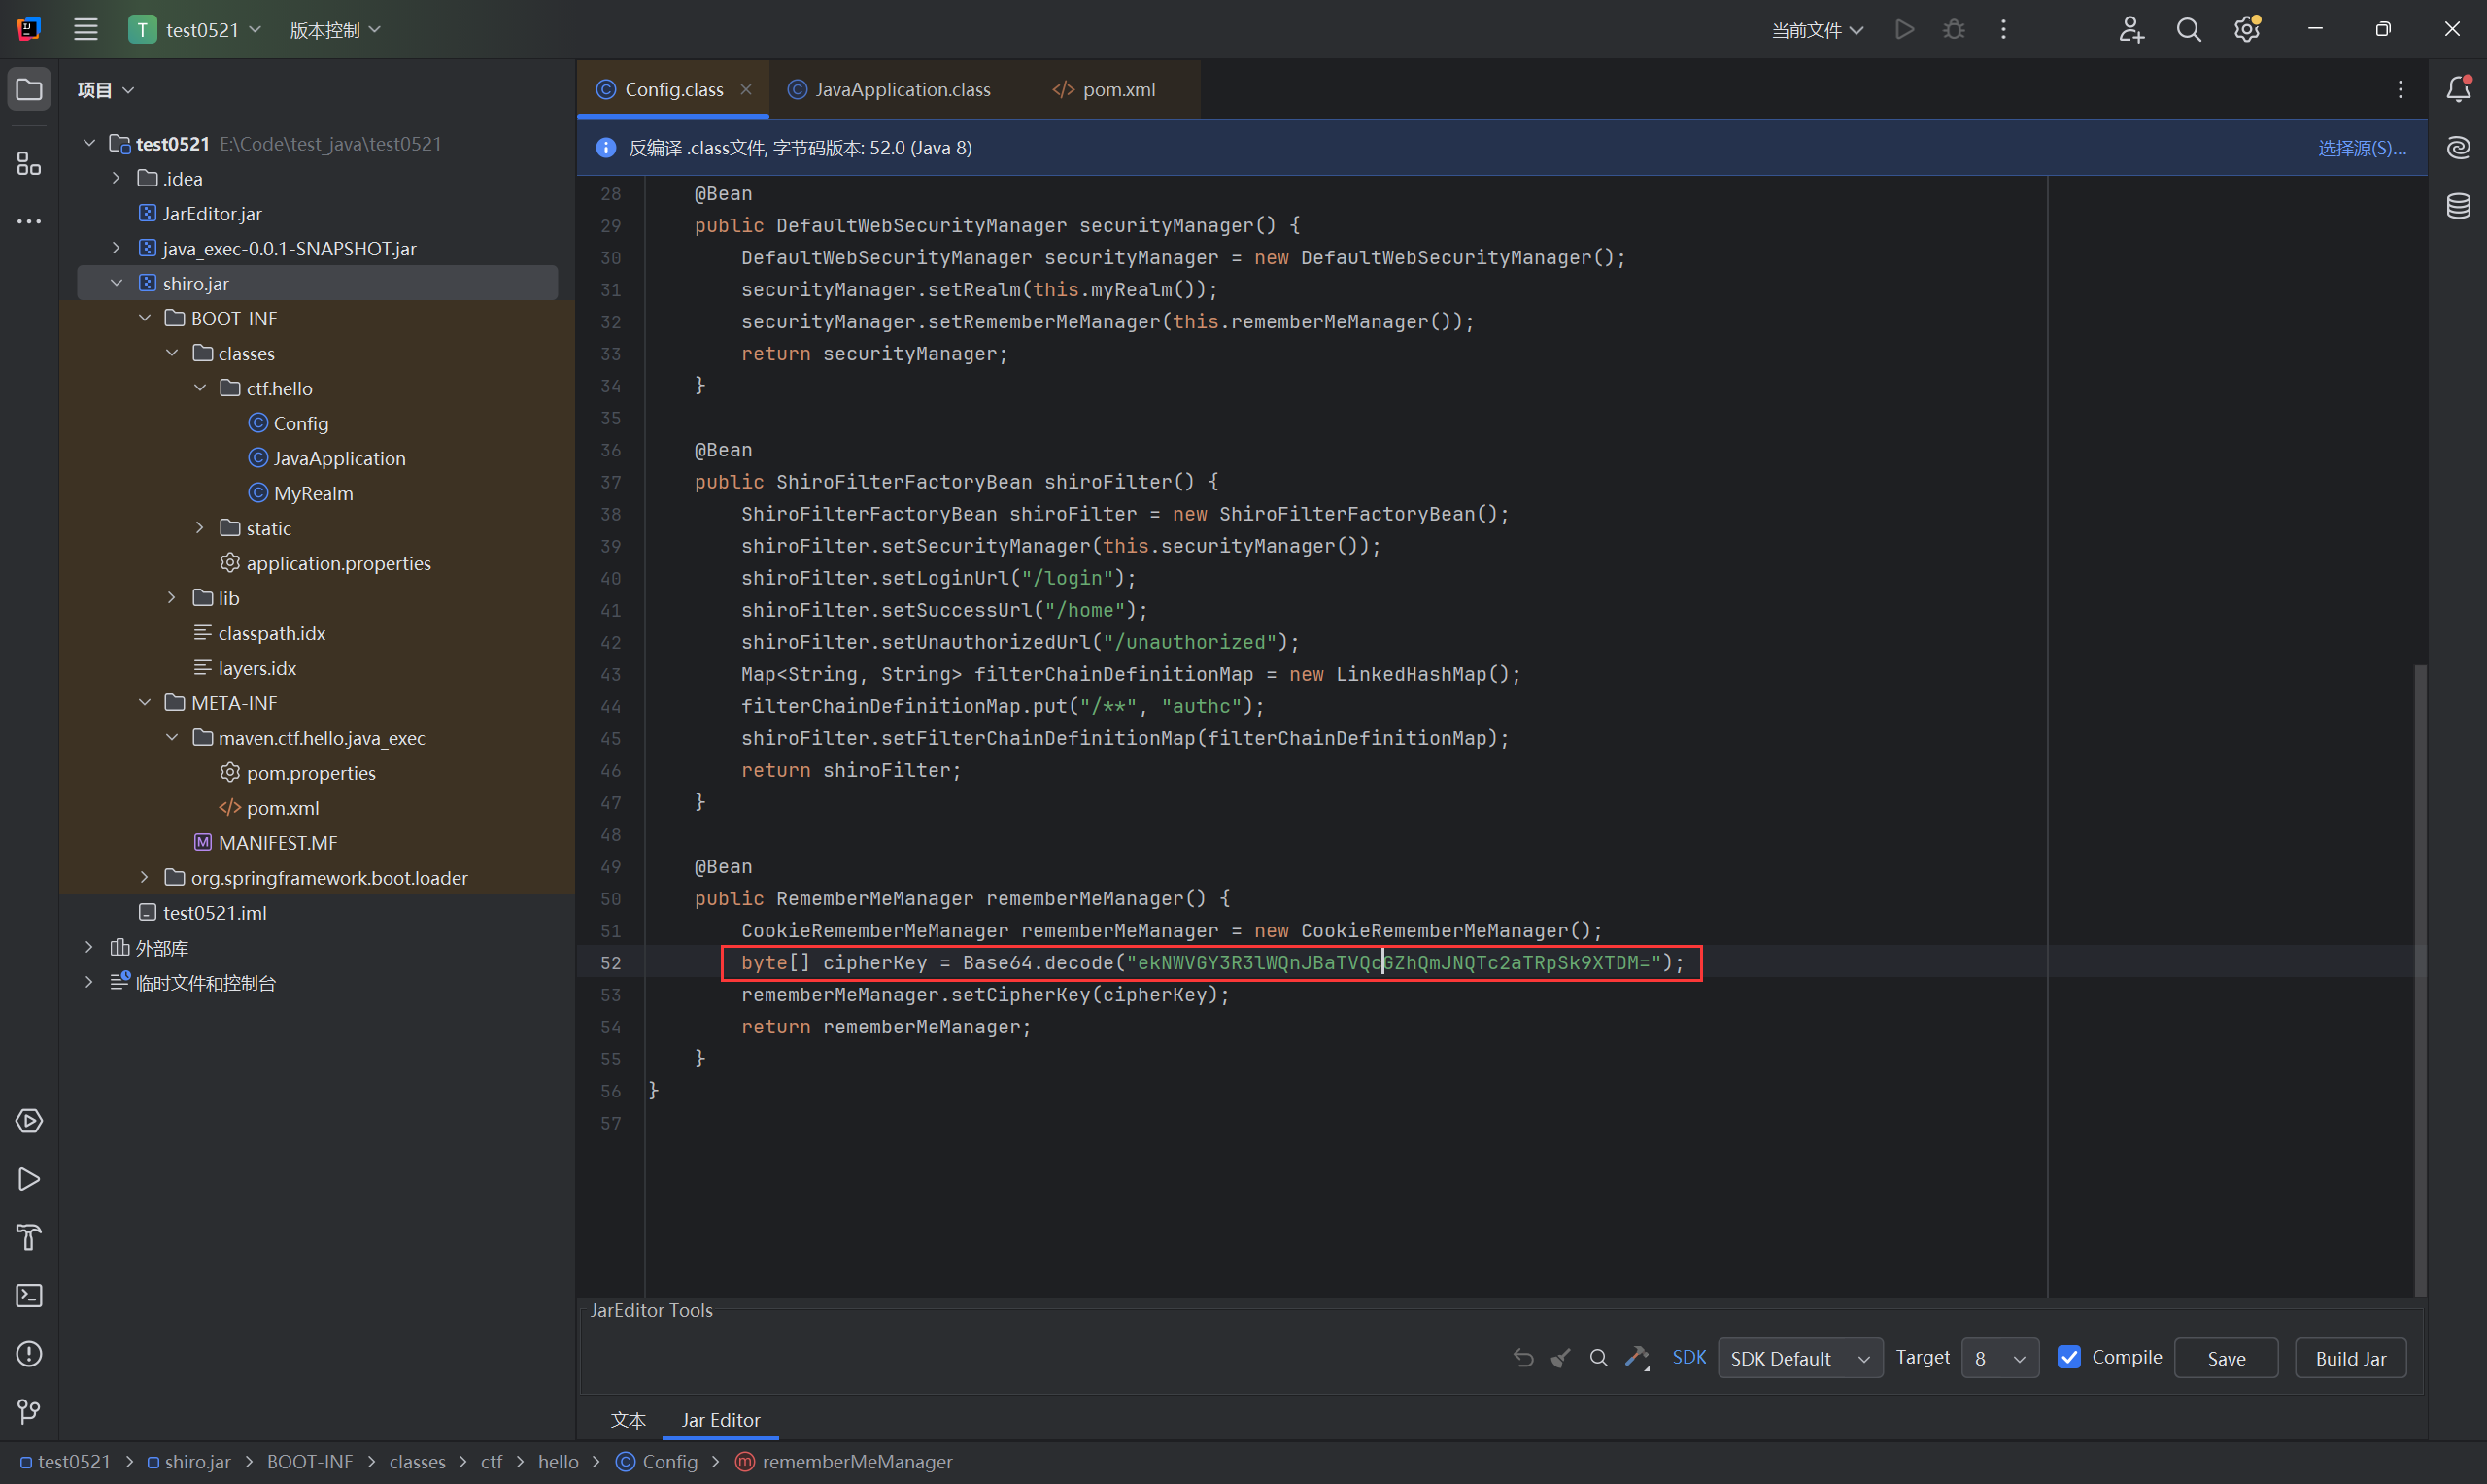 T test0521 版本控制 当前文件
项目
test0521 E:\Code\test_java\test0521
.idea
JarEditor.jar
java_exec-0.0.1-SNAPSHOT.jar
shiro.jar
BOOT-INF
classes
ctf.hello
Config
JavaApplication
MyRealm
static
application.properties
lib
classpath.idx
layers.idx
META-INF
maven.ctf.hello.java_exec
pom.properties
pom.xml
MANIFEST.MF
org.springframework.boot.loader
test0521.iml
外部库
临时文件和控制台
Config.class JavaApplication.class pom.xml
反编译 .class文件, 字节码版本: 52.0 (Java 8) 选择源(S)...
28 @Bean
29 public DefaultWebSecurityManager securityManager() {
30 DefaultWebSecurityManager securityManager = new DefaultWebSecurityManager();
31 securityManager.setRealm(this.myRealm());
32 securityManager.setRememberMeManager(this.rememberMeManager());
33 return securityManager;
34 }
35
36 @Bean
37 public ShiroFilterFactoryBean shiroFilter() {
38 ShiroFilterFactoryBean shiroFilter = new ShiroFilterFactoryBean();
39 shiroFilter.setSecurityManager(this.securityManager());
40 shiroFilter.setLoginUrl("/login");
41 shiroFilter.setSuccessUrl("/home");
42 shiroFilter.setUnauthorizedUrl("/unauthorized");
43 Map<String, String> filterChainDefinitionMap = new LinkedHashMap();
44 filterChainDefinitionMap.put("/**", "authc");
45 shiroFilter.setFilterChainDefinitionMap(filterChainDefinitionMap);
46 return shiroFilter;
47 }
48
49 @Bean
50 public RememberMeManager rememberMeManager() {
51 CookieRememberMeManager rememberMeManager = new CookieRememberMeManager();
52 byte[] cipherKey = Base64.decode("ekNWVGY3R3lWQnJBaTVQcGZhQmJNQTc2aTRpSk9XTDM=");
53 rememberMeManager.setCipherKey(cipherKey);
54 return rememberMeManager;
55 }
56 }
57
JarEditor Tools
SDK SDK Default Target 8 Compile Save Build Jar
文本 Jar Editor
test0521 > shiro.jar > BOOT-INF > classes > ctf > hello > Config > rememberMeManager